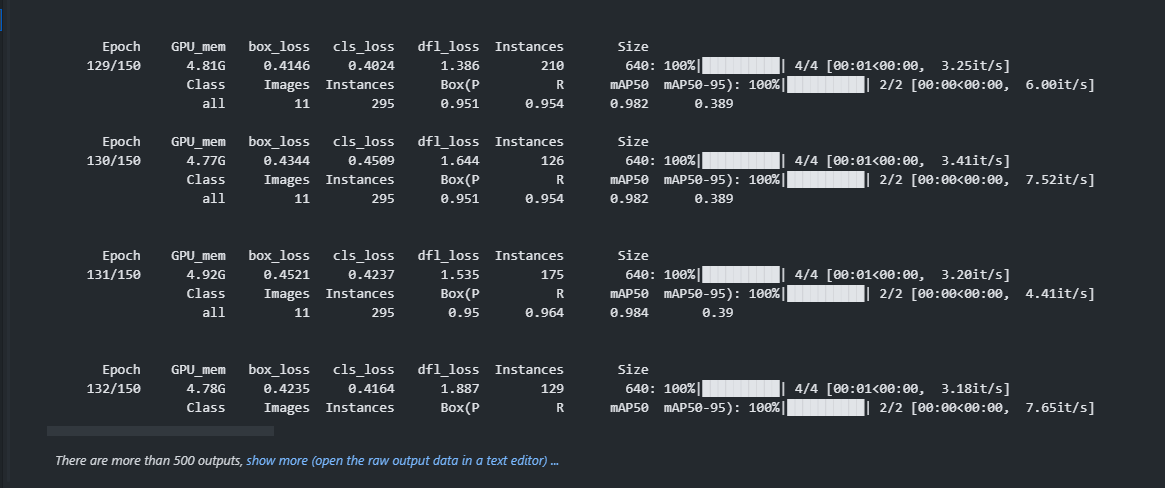 Epoch GPU_mem box_loss cls_loss dfl_loss Instances Size
129/150 4.81G 0.4146 0.4024 1.386 210 640: 100%|██████████| 4/4 [00:01<00:00, 3.25it/s]
Class Images Instances Box(P R mAP50 mAP50-95): 100%|██████████| 2/2 [00:00<00:00, 6.00it/s]
all 11 295 0.951 0.954 0.982 0.389
Epoch GPU_mem box_loss cls_loss dfl_loss Instances Size
130/150 4.77G 0.4344 0.4509 1.644 126 640: 100%|██████████| 4/4 [00:01<00:00, 3.41it/s]
Class Images Instances Box(P R mAP50 mAP50-95): 100%|██████████| 2/2 [00:00<00:00, 7.52it/s]
all 11 295 0.951 0.954 0.982 0.389
Epoch GPU_mem box_loss cls_loss dfl_loss Instances Size
131/150 4.92G 0.4521 0.4237 1.535 175 640: 100%|██████████| 4/4 [00:01<00:00, 3.20it/s]
Class Images Instances Box(P R mAP50 mAP50-95): 100%|██████████| 2/2 [00:00<00:00, 4.41it/s]
all 11 295 0.95 0.964 0.984 0.39
Epoch GPU_mem box_loss cls_loss dfl_loss Instances Size
132/150 4.78G 0.4235 0.4164 1.887 129 640: 100%|██████████| 4/4 [00:01<00:00, 3.18it/s]
Class Images Instances Box(P R mAP50 mAP50-95): 100%|██████████| 2/2 [00:00<00:00, 7.65it/s]
There are more than 500 outputs, show more (open the raw output data in a text editor) ...